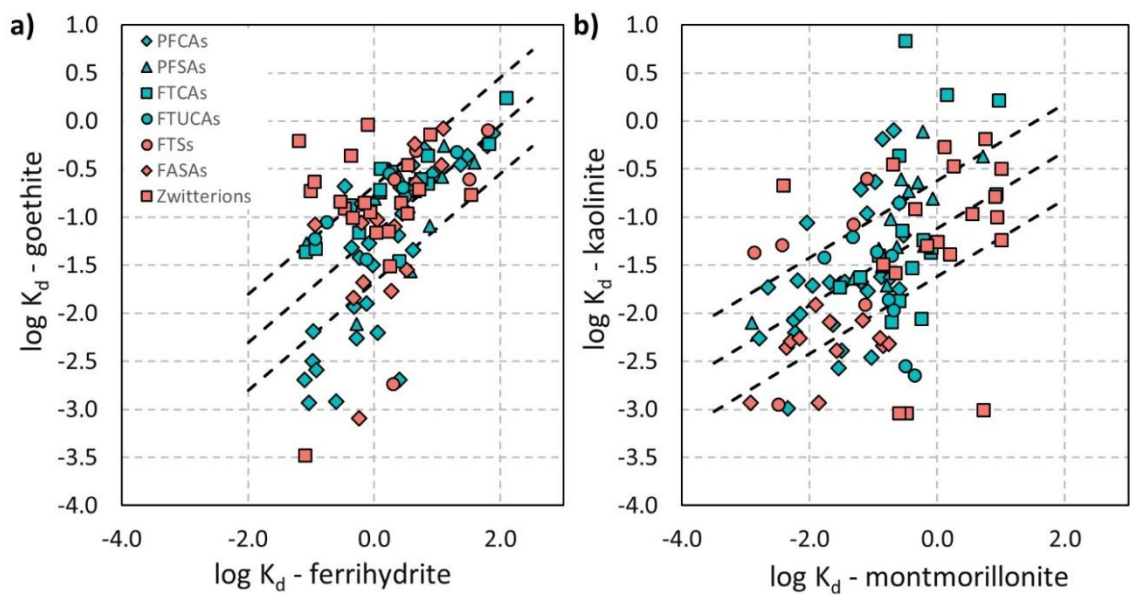 a)
1.0
0.5
0.0
-0.5
-1.0
-1.5
-2.0
-2.5
-3.0
-3.5
-4.0
log K_d - goethite
PFCAs
PFSAs
FTCAs
FTUCAs
FTSs
FASAs
Zwitterions
-4.0 -2.0 0.0 2.0
log K_d - ferrihydrite
b)
1.0
0.5
0.0
-0.5
-1.0
-1.5
-2.0
-2.5
-3.0
-3.5
-4.0
log K_d - kaolinite
-4.0 -2.0 0.0 2.0
log K_d - montmorillonite